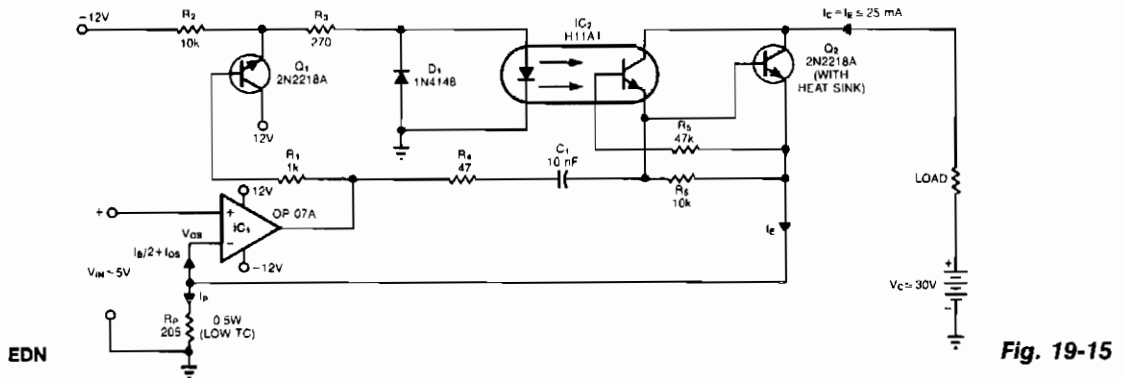 −12V
R2
10k
R3
270
Q1
2N2218A
12V
D1
1N4148
IC2
H11A1
IC = IE ≤ 25 mA
Q2
2N2218A
(WITH
HEAT SINK)
R5
47k
R1
1k
R4
47
C1
10 nF
R6
10k
LOAD
12V
OP 07A
+
+
IC1
−
VOS
IB/2 + IOS
−12V
IE
VIN ~ 5V
IP
RP
205
0 5W
(LOW TC)
+
VC = 30V
−
EDN
Fig. 19-15